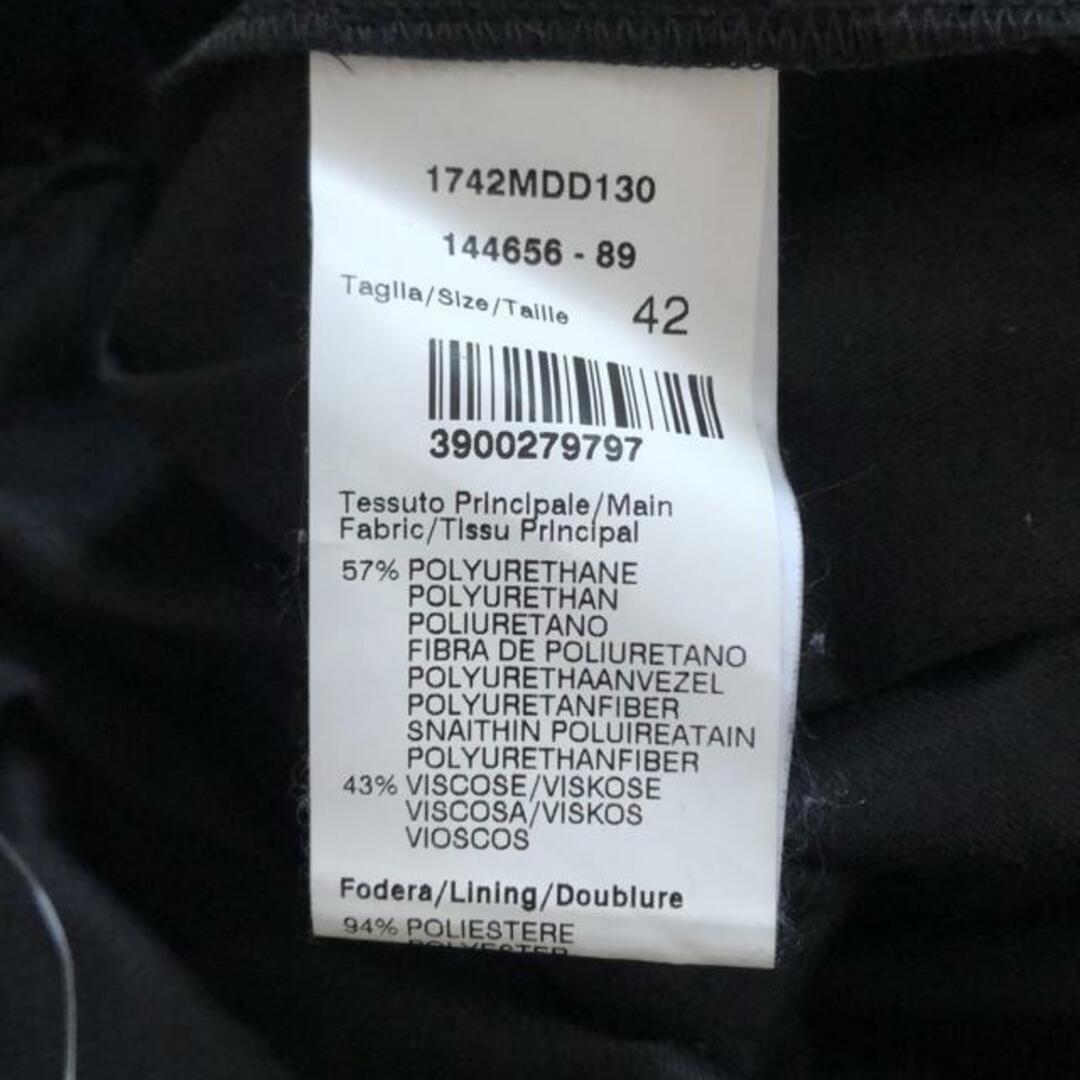 1742MDD130
144656 - 89
Taglia/Size/Taille 42
3900279797
Tessuto Principale/Main
Fabric/Tissu Principal
57% POLYURETHANE
POLYURETHAN
POLIURETANO
FIBRA DE POLIURETANO
POLYURETHAANVEZEL
POLYURETANFIBER
SNAITHIN POLUIREATAIN
POLYURETHANFIBER
43% VISCOSE/VISKOSE
VISCOSA/VISKOS
VIOSCOS
Fodera/Lining/Doublure
94% POLIESTERE
POLYESTER